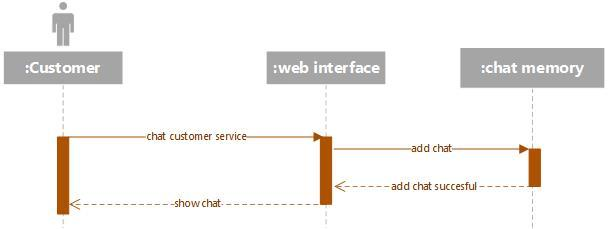 :Customer
:web interface
:chat memory
chat customer service
add chat
add chat succesful
show chat